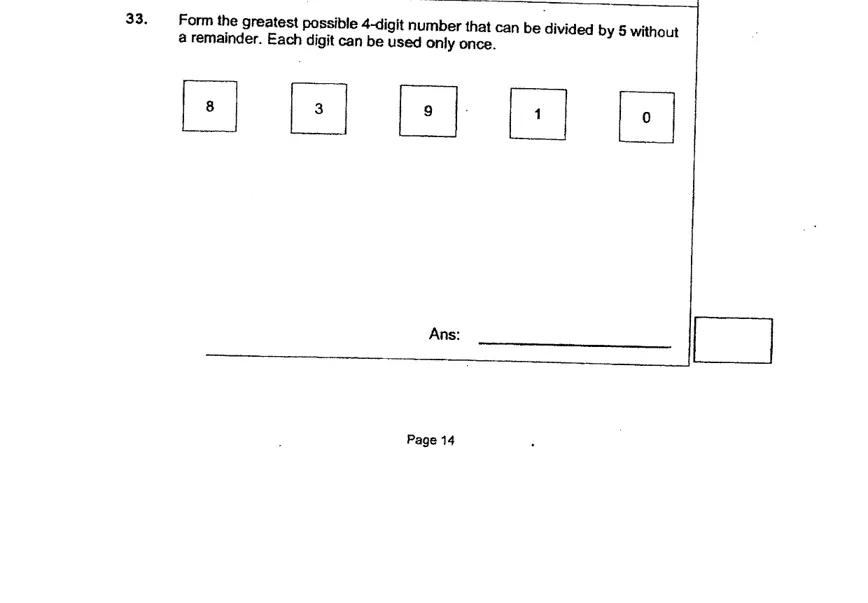 33. Form the greatest possible 4-digit number that can be divided by 5 without
a remainder. Each digit can be used only once.
8 3 9 1 0
Ans:
Page 14